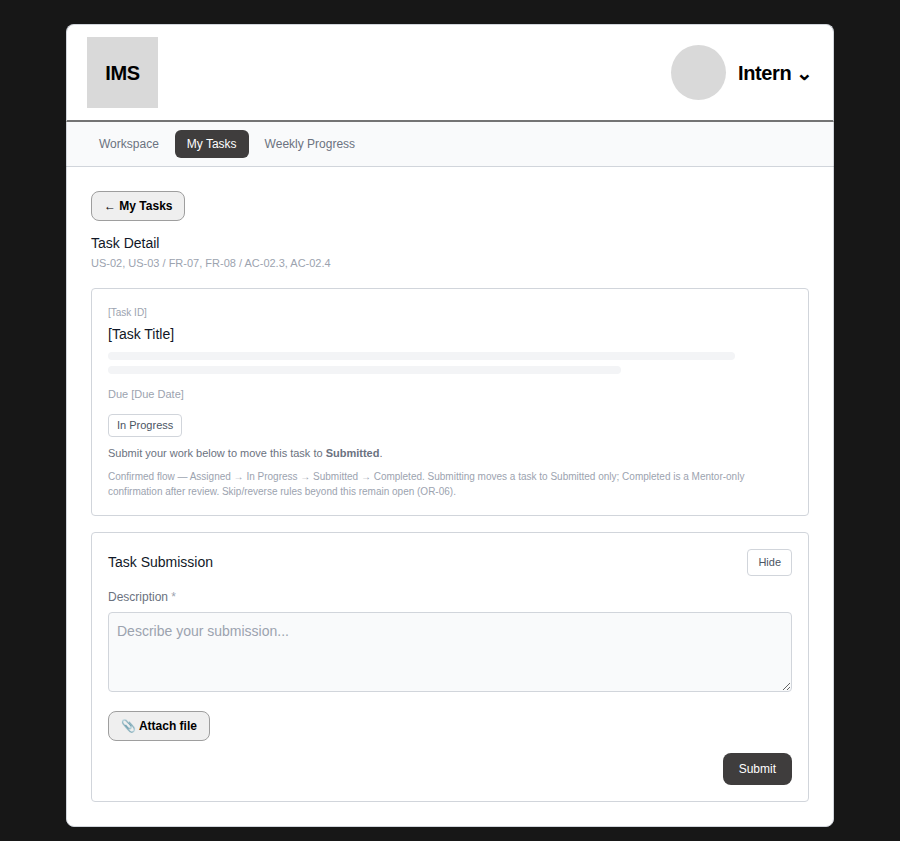 IMS
Intern
Workspace
My Tasks
Weekly Progress
← My Tasks
Task Detail
US-02, US-03 / FR-07, FR-08 / AC-02.3, AC-02.4
[Task ID]
[Task Title]
Due [Due Date]
In Progress
Submit your work below to move this task to Submitted.
Confirmed flow — Assigned → In Progress → Submitted → Completed. Submitting moves a task to Submitted only; Completed is a Mentor-only
confirmation after review. Skip/reverse rules beyond this remain open (OR-06).
Task Submission
Hide
Description *
Describe your submission...
📎 Attach file
Submit